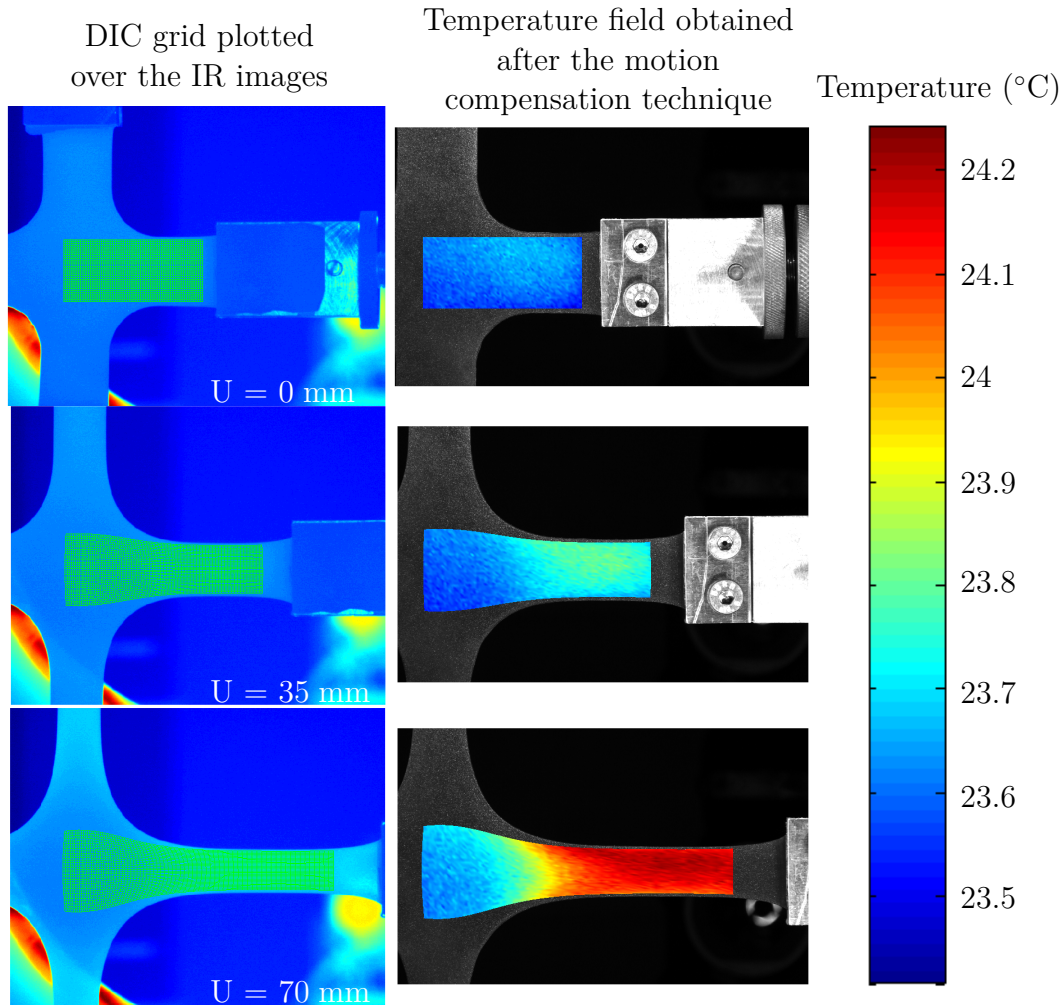 DIC grid plotted
over the IR images
Temperature field obtained
after the motion
compensation technique
Temperature (°C)
U = 0 mm
U = 35 mm
U = 70 mm
24.2
24.1
24
23.9
23.8
23.7
23.6
23.5